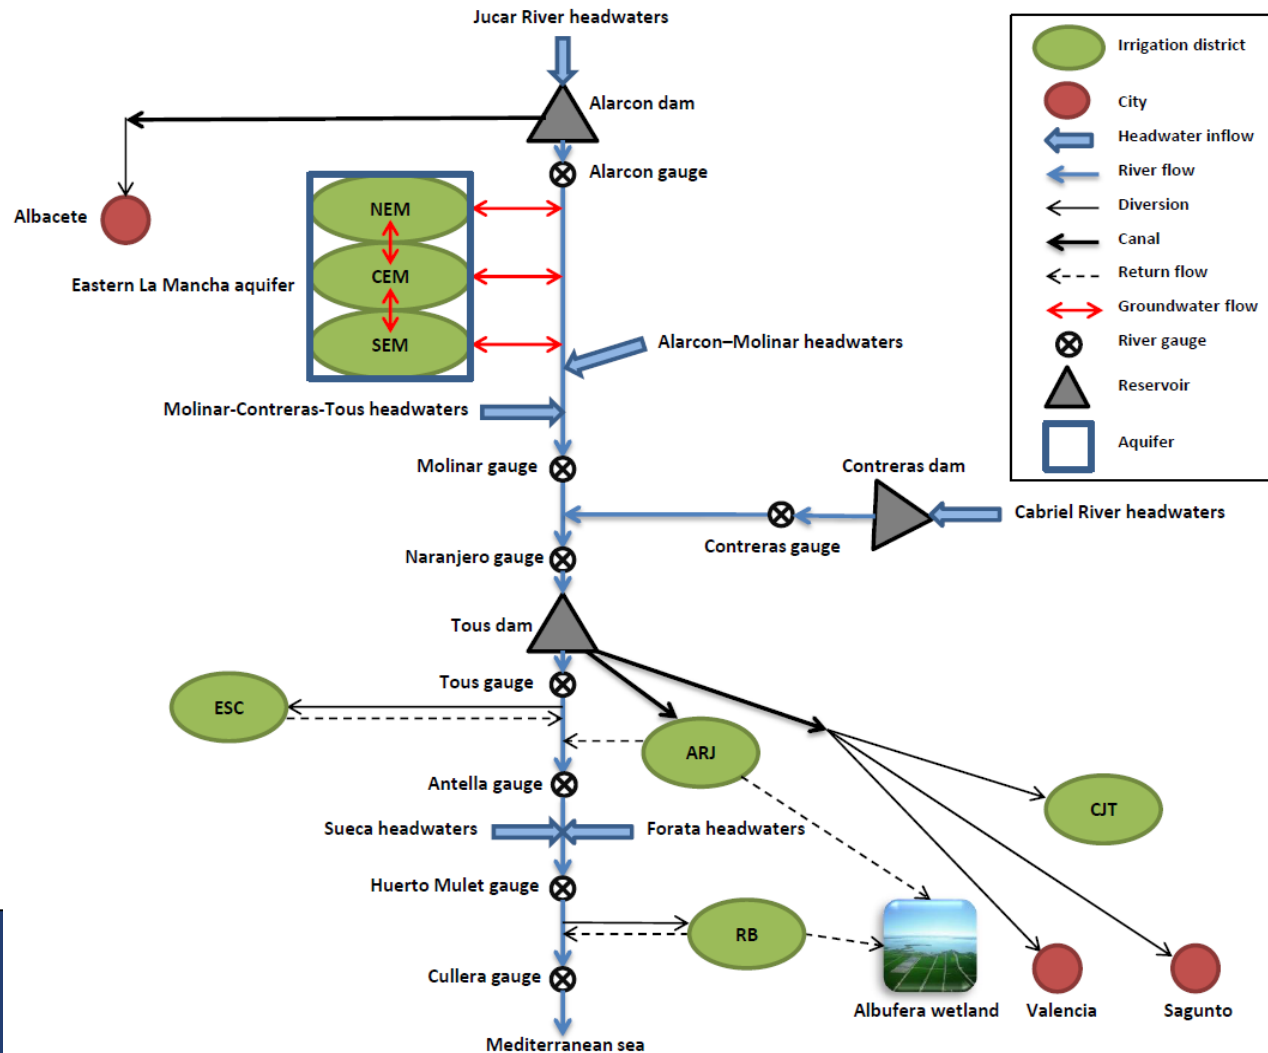 Jucar River headwaters
Alarcon dam
Alarcon gauge
Albacete
NEM
CEM
SEM
Eastern La Mancha aquifer
Alarcon–Molinar headwaters
Molinar-Contreras-Tous headwaters
Molinar gauge
Contreras dam
Cabriel River headwaters
Contreras gauge
Naranjero gauge
Tous dam
Tous gauge
ESC
ARJ
Antella gauge
CJT
Sueca headwaters
Forata headwaters
Huerto Mulet gauge
RB
Cullera gauge
Albufera wetland
Valencia
Sagunto
Mediterranean sea
Irrigation district
City
Headwater inflow
River flow
Diversion
Canal
Return flow
Groundwater flow
River gauge
Reservoir
Aquifer